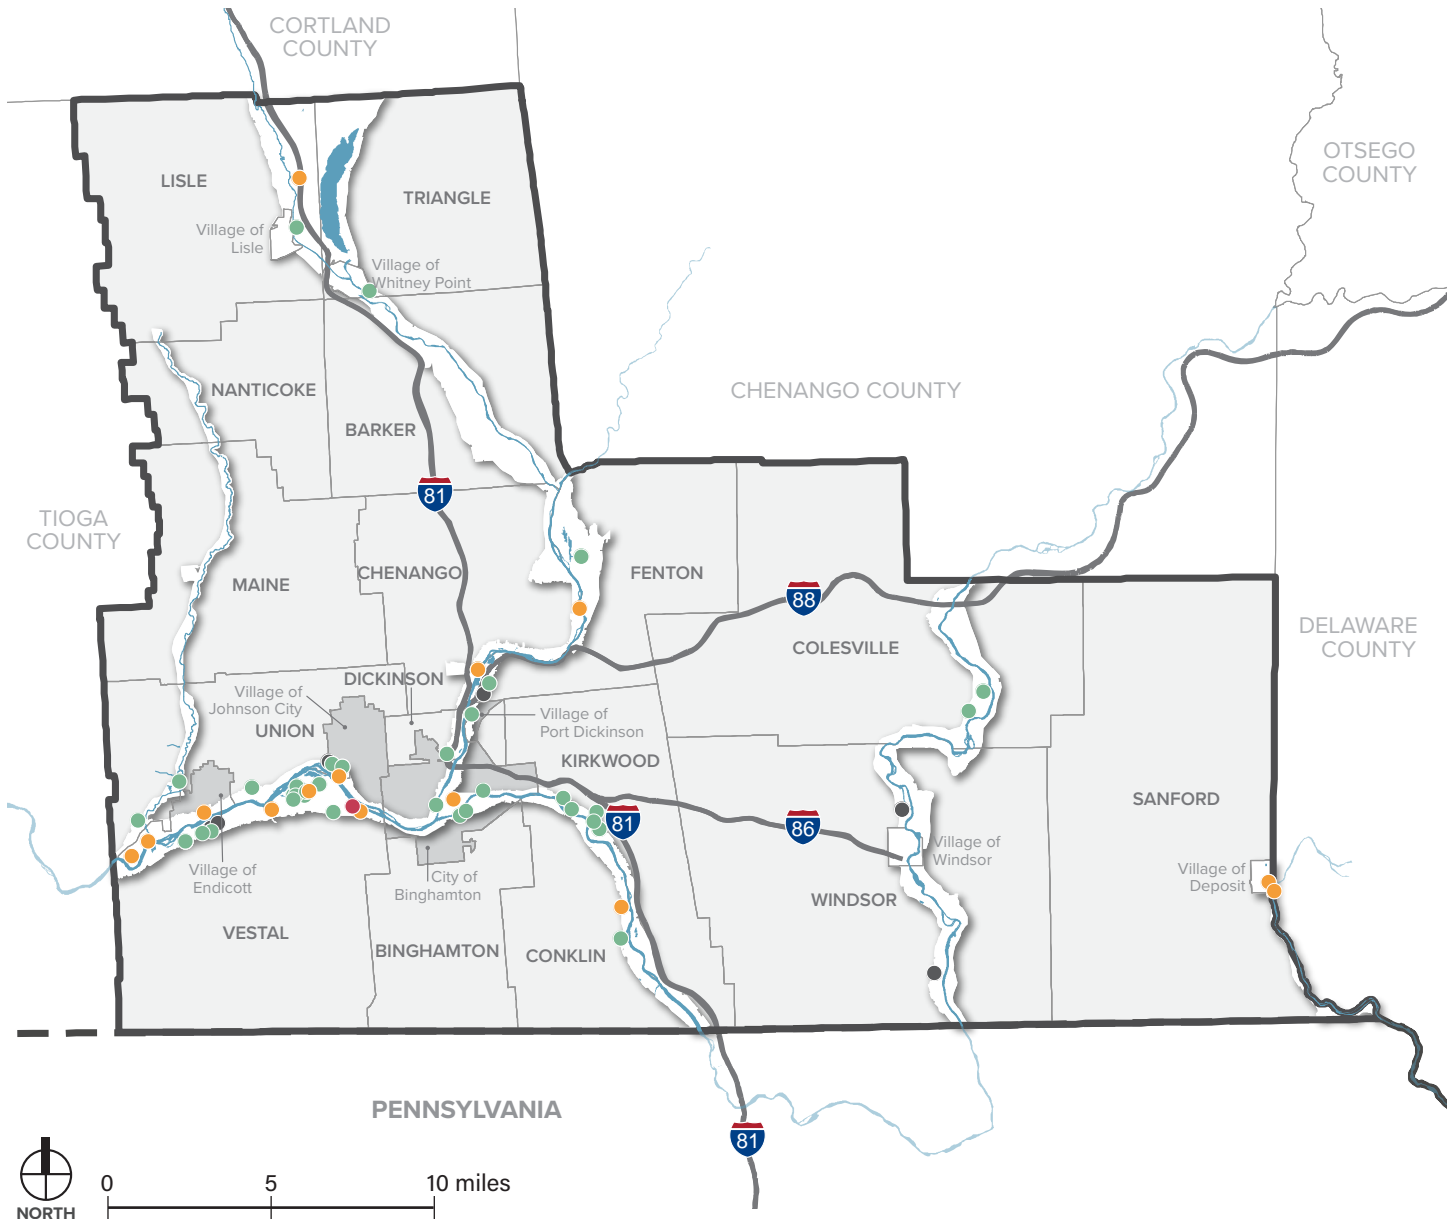 CORTLAND
COUNTY
OTSEGO
COUNTY
LISLE
TRIANGLE
Village of
Lisle
Village of
Whitney Point
NANTICOKE
CHENANGO COUNTY
BARKER
81
TIOGA
COUNTY
MAINE
CHENANGO
FENTON
88
COLESVILLE
DELAWARE
COUNTY
DICKINSON
Village of
Johnson City
UNION
Village of
Port Dickinson
KIRKWOOD
SANFORD
81
86
Village of
Windsor
Village of
Endicott
City of
Binghamton
Village of
Deposit
WINDSOR
VESTAL
BINGHAMTON
CONKLIN
PENNSYLVANIA
81
NORTH
0 5 10 miles